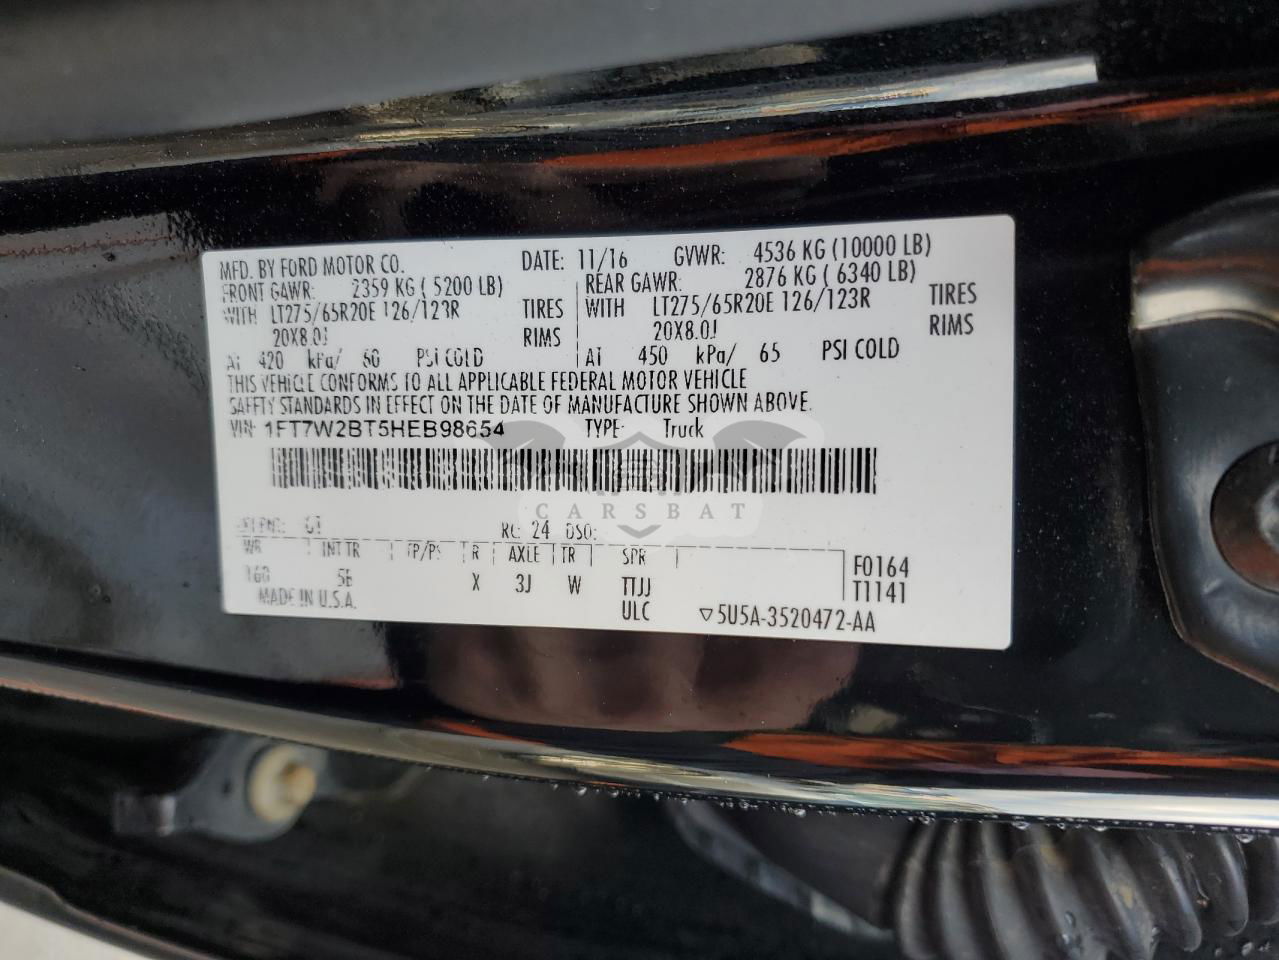 MFD. BY FORD MOTOR CO. DATE: 11/16 GVWR: 4536 KG (10000 LB)
FRONT GAWR: 2359 KG ( 5200 LB) REAR GAWR: 2876 KG ( 6340 LB)
WITH LT275/65R20E 126/123R TIRES WITH LT275/65R20E 126/123R TIRES
20X8.0J RIMS 20X8.0J RIMS
AT 420 kPa/ 60 PSI COLD AT 450 kPa/ 65 PSI COLD
THIS VEHICLE CONFORMS TO ALL APPLICABLE FEDERAL MOTOR VEHICLE
SAFETY STANDARDS IN EFFECT ON THE DATE OF MANUFACTURE SHOWN ABOVE.
VIN: 1FT7W2BT5HEB98654 TYPE: Truck
CARSBAT
RC: 24 DSO:
WB INT TR TP/PS R AXLE TR SPR F0164
160 X 3J W TTJJ T1141
MADE IN U.S.A. ULC ▽5U5A-3520472-AA